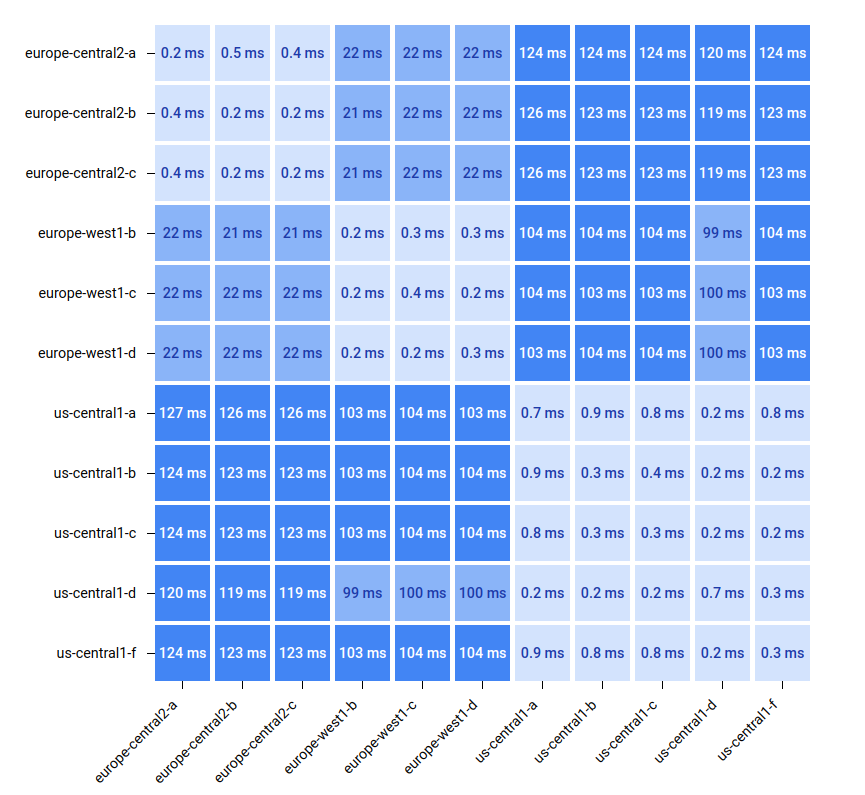 europe-central2-a 0.2 ms 0.5 ms 0.4 ms 22 ms 22 ms 22 ms 124 ms 124 ms 124 ms 120 ms 124 ms
europe-central2-b 0.4 ms 0.2 ms 0.2 ms 21 ms 22 ms 22 ms 126 ms 123 ms 123 ms 119 ms 123 ms
europe-central2-c 0.4 ms 0.2 ms 0.2 ms 21 ms 22 ms 22 ms 126 ms 123 ms 123 ms 119 ms 123 ms
europe-west1-b 22 ms 21 ms 21 ms 0.2 ms 0.3 ms 0.3 ms 104 ms 104 ms 104 ms 99 ms 104 ms
europe-west1-c 22 ms 22 ms 22 ms 0.2 ms 0.4 ms 0.2 ms 104 ms 103 ms 103 ms 100 ms 103 ms
europe-west1-d 22 ms 22 ms 22 ms 0.2 ms 0.2 ms 0.3 ms 103 ms 104 ms 104 ms 100 ms 103 ms
us-central1-a 127 ms 126 ms 126 ms 103 ms 104 ms 103 ms 0.7 ms 0.9 ms 0.8 ms 0.2 ms 0.8 ms
us-central1-b 124 ms 123 ms 123 ms 103 ms 104 ms 104 ms 0.9 ms 0.3 ms 0.4 ms 0.2 ms 0.2 ms
us-central1-c 124 ms 123 ms 123 ms 103 ms 104 ms 104 ms 0.8 ms 0.3 ms 0.3 ms 0.2 ms 0.2 ms
us-central1-d 120 ms 119 ms 119 ms 99 ms 100 ms 100 ms 0.2 ms 0.2 ms 0.2 ms 0.7 ms 0.3 ms
us-central1-f 124 ms 123 ms 123 ms 103 ms 104 ms 104 ms 0.9 ms 0.8 ms 0.8 ms 0.2 ms 0.3 ms
europe-central2-a europe-central2-b europe-central2-c europe-west1-b europe-west1-c europe-west1-d us-central1-a us-central1-b us-central1-c us-central1-d us-central1-f